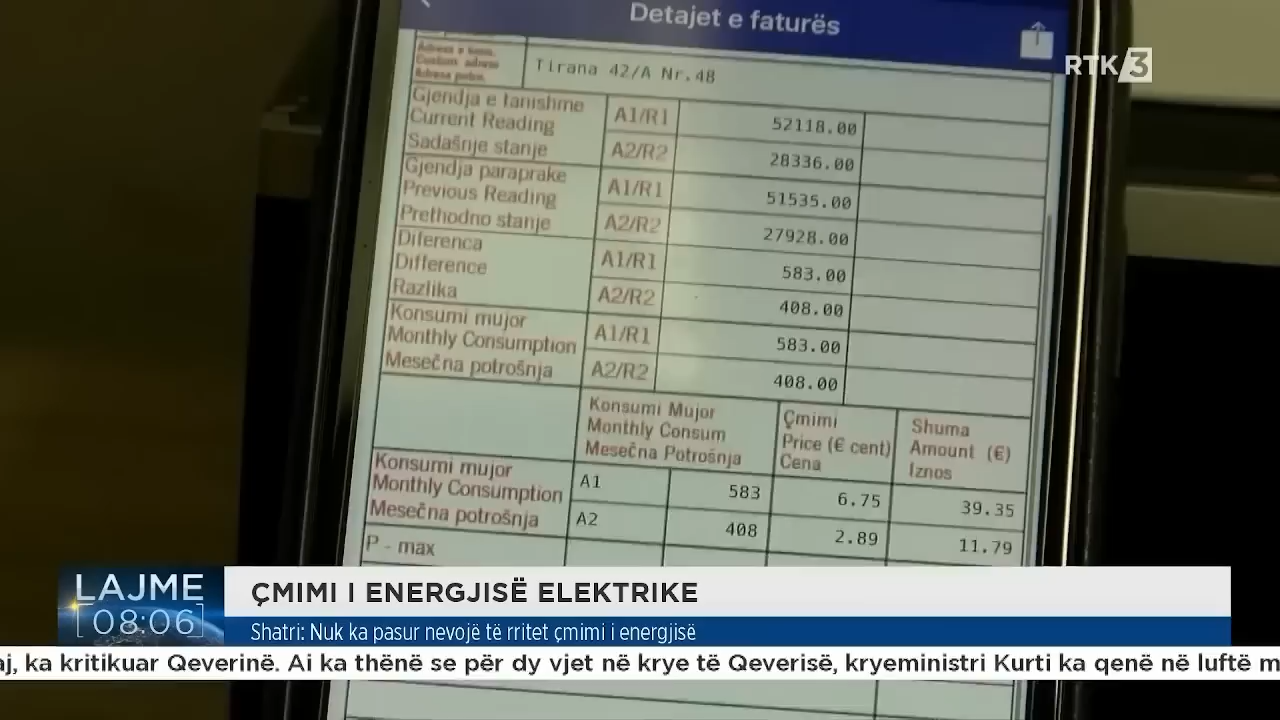 Detajet e faturës
RTK 3
Tirana 42/A Nr.48
Gjendja e tanishme
Current Reading
Sadašnje stanje
A1/R1 52118.00
A2/R2 28336.00
Gjendja paraprake
Previous Reading
Prethodno stanje
A1/R1 51535.00
A2/R2 27928.00
Diferenca
Difference
Razlika
A1/R1 583.00
A2/R2 408.00
Konsumi mujor
Monthly Consumption
Mesečna potrošnja
A1/R1 583.00
A2/R2 408.00
Konsumi Mujor
Monthly Consum
Mesečna Potrošnja
Çmimi
Price (€ cent)
Cena
Shuma
Amount (€)
Iznos
Konsumi mujor
Monthly Consumption
Mesečna potrošnja
A1 583 6.75 39.35
A2 408 2.89 11.79
P - max
LAJME
08:06
ÇMIMI I ENERGJISË ELEKTRIKE
Shatri: Nuk ka pasur nevojë të rritet çmimi i energjisë
ka kritikuar Qeverinë. Ai ka thënë se për dy vjet në krye të Qeverisë, kryeministri Kurti ka qenë në luftë